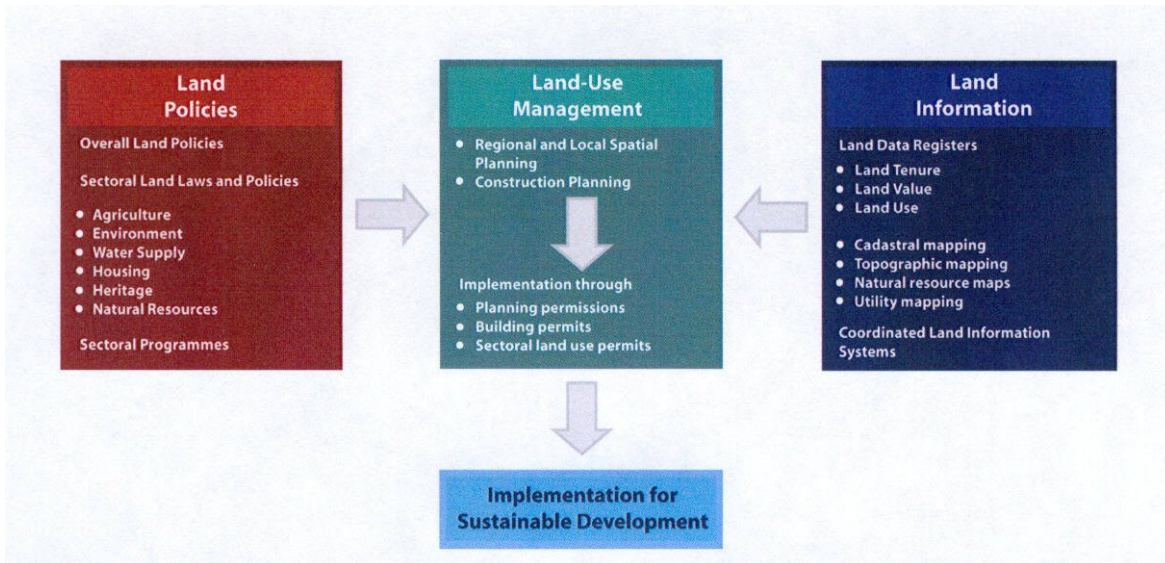 Land
Policies
Overall Land Policies
Sectoral Land Laws and Policies
• Agriculture
• Environment
• Water Supply
• Housing
• Heritage
• Natural Resources
Sectoral Programmes
Land-Use
Management
• Regional and Local Spatial
Planning
• Construction Planning
Implementation through
• Planning permissions
• Building permits
• Sectoral land use permits
Land
Information
Land Data Registers
• Land Tenure
• Land Value
• Land Use
• Cadastral mapping
• Topographic mapping
• Natural resource maps
• Utility mapping
Coordinated Land Information
Systems
Implementation for
Sustainable Development